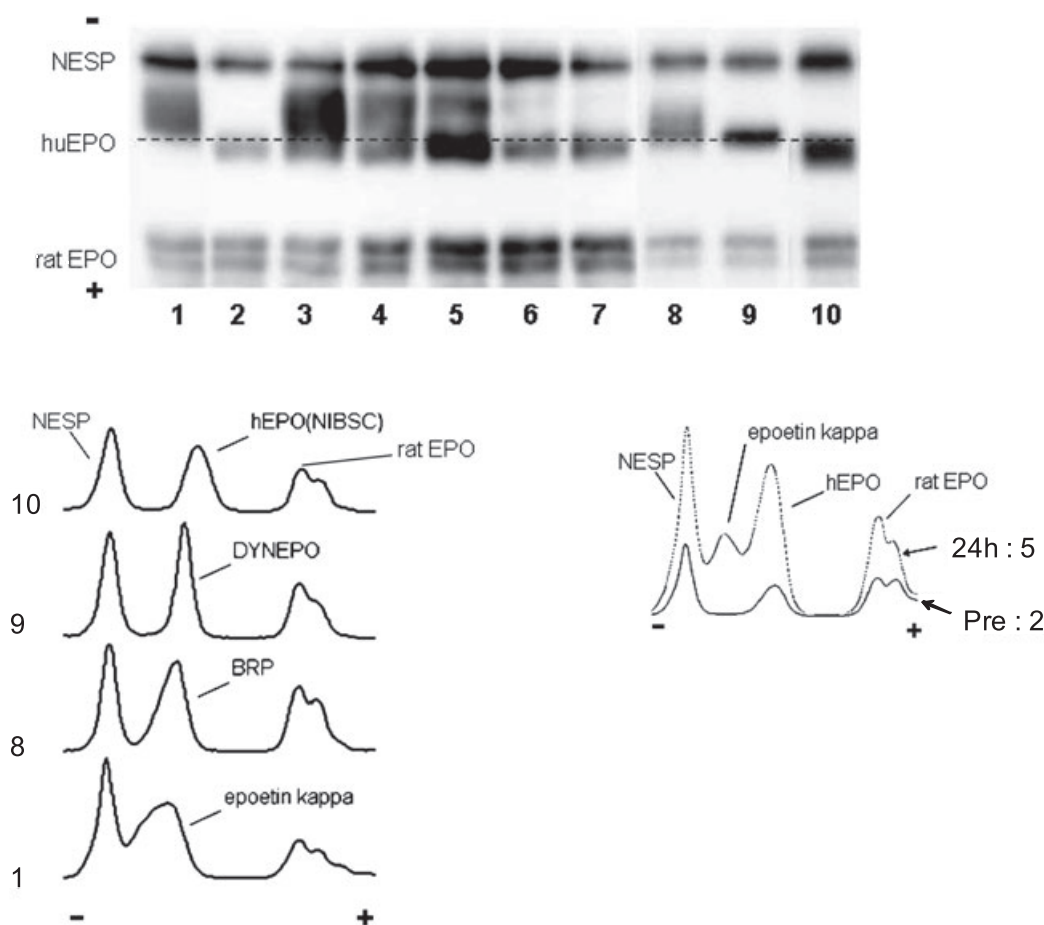 -
NESP
huEPO
rat EPO
+
1 2 3 4 5 6 7 8 9 10
NESP
hEPO(NIBSC)
rat EPO
10
DYNEPO
9
BRP
8
epoetin kappa
1
- +
epoetin kappa
NESP
hEPO
rat EPO
24h : 5
Pre : 2
- +